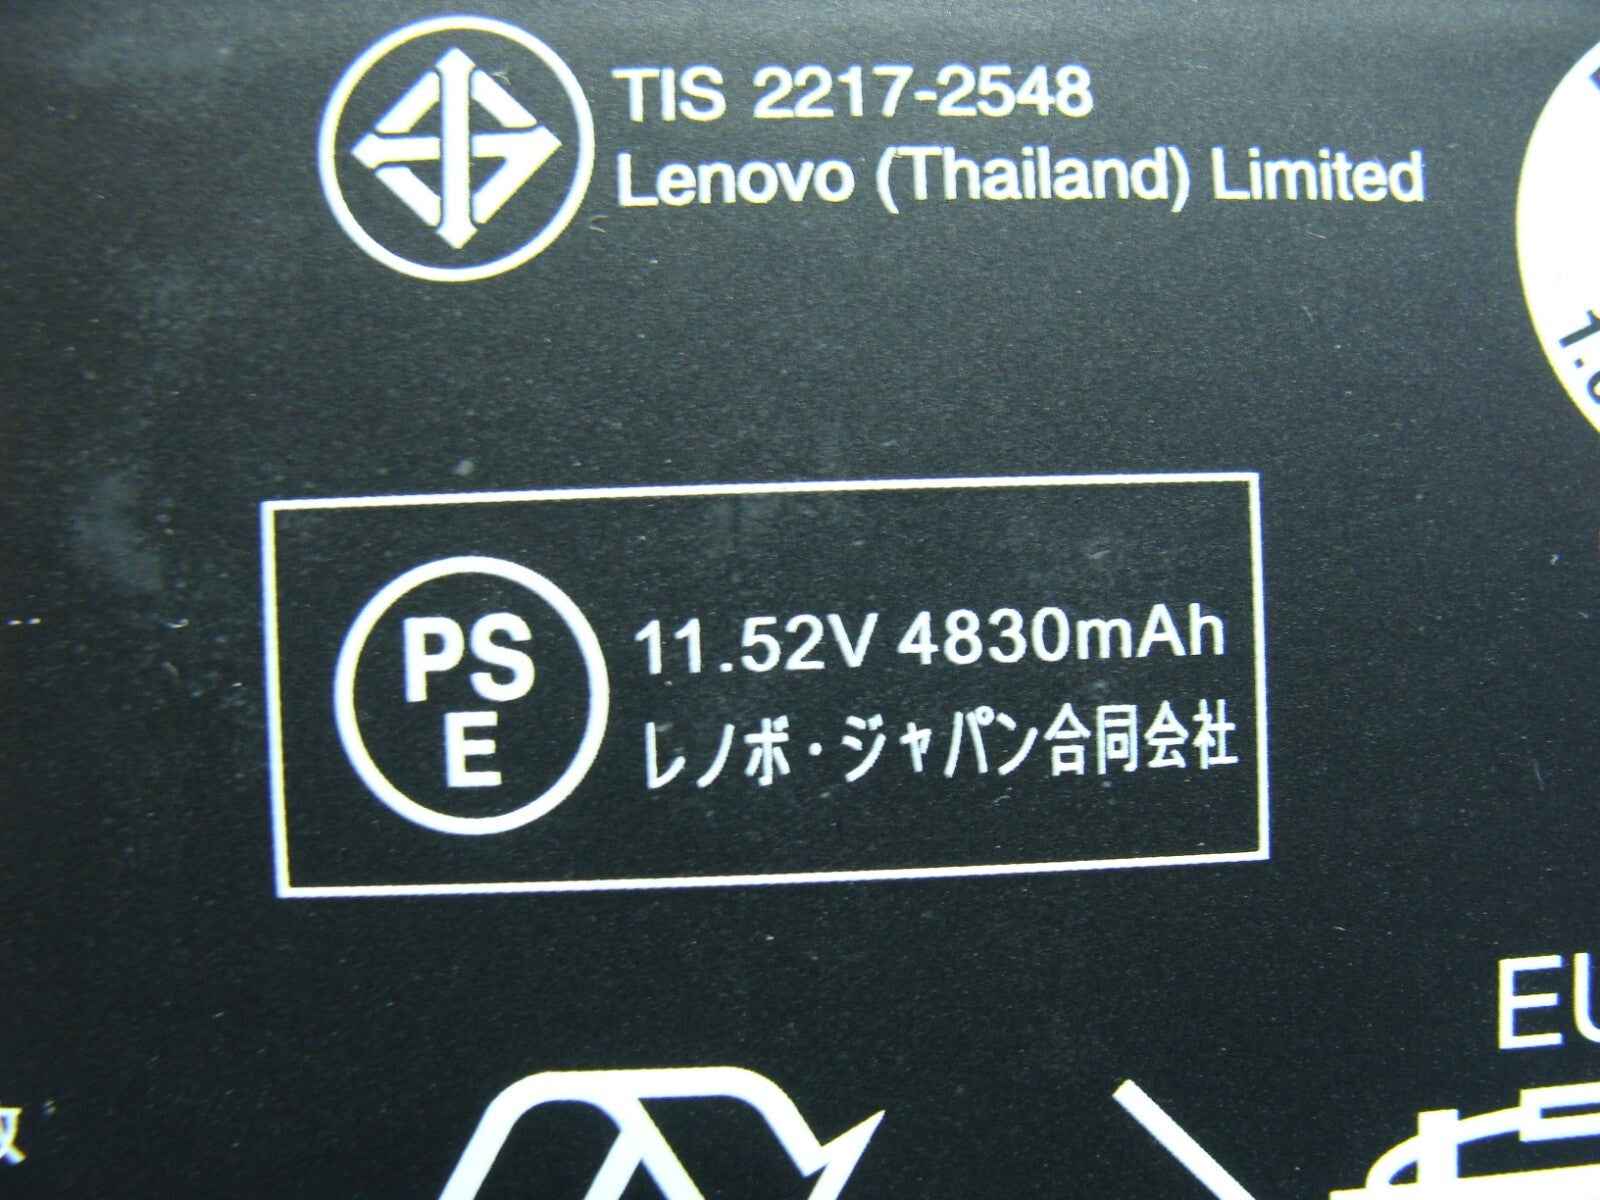 TIS 2217-2548
Lenovo (Thailand) Limited
PS
E
11.52V 4830mAh
レノボ・ジャパン合同会社
EU